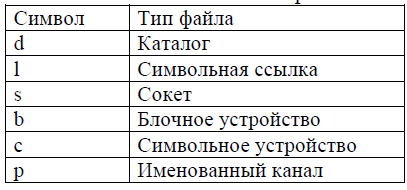 Символ Тип файла
d Каталог
l Символьная ссылка
s Сокет
b Блочное устройство
c Символьное устройство
p Именованный канал